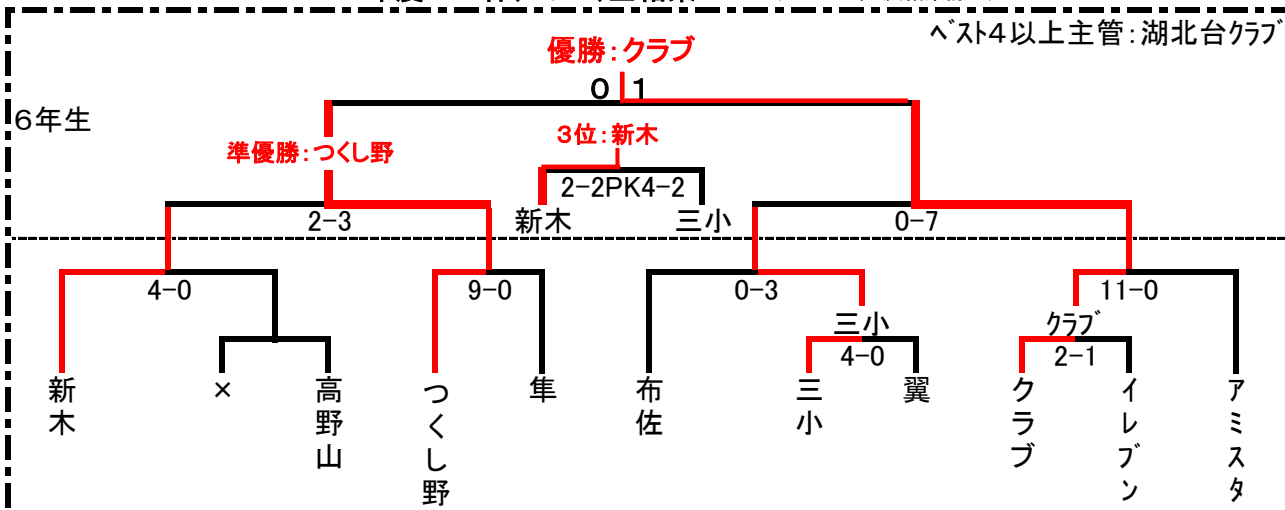 ベスト4以上主管:湖北台クラブ
優勝:クラブ
0 1
6年生
3位:新木
準優勝:つくし野
2-2PK4-2
新木 三小
2-3
0-7
4-0
9-0
0-3
11-0
三小
クラブ
4-0
2-1
新木
×
高野山
つくし野
隼
布佐
三小
翼
クラブ
イレブン
アミスタ